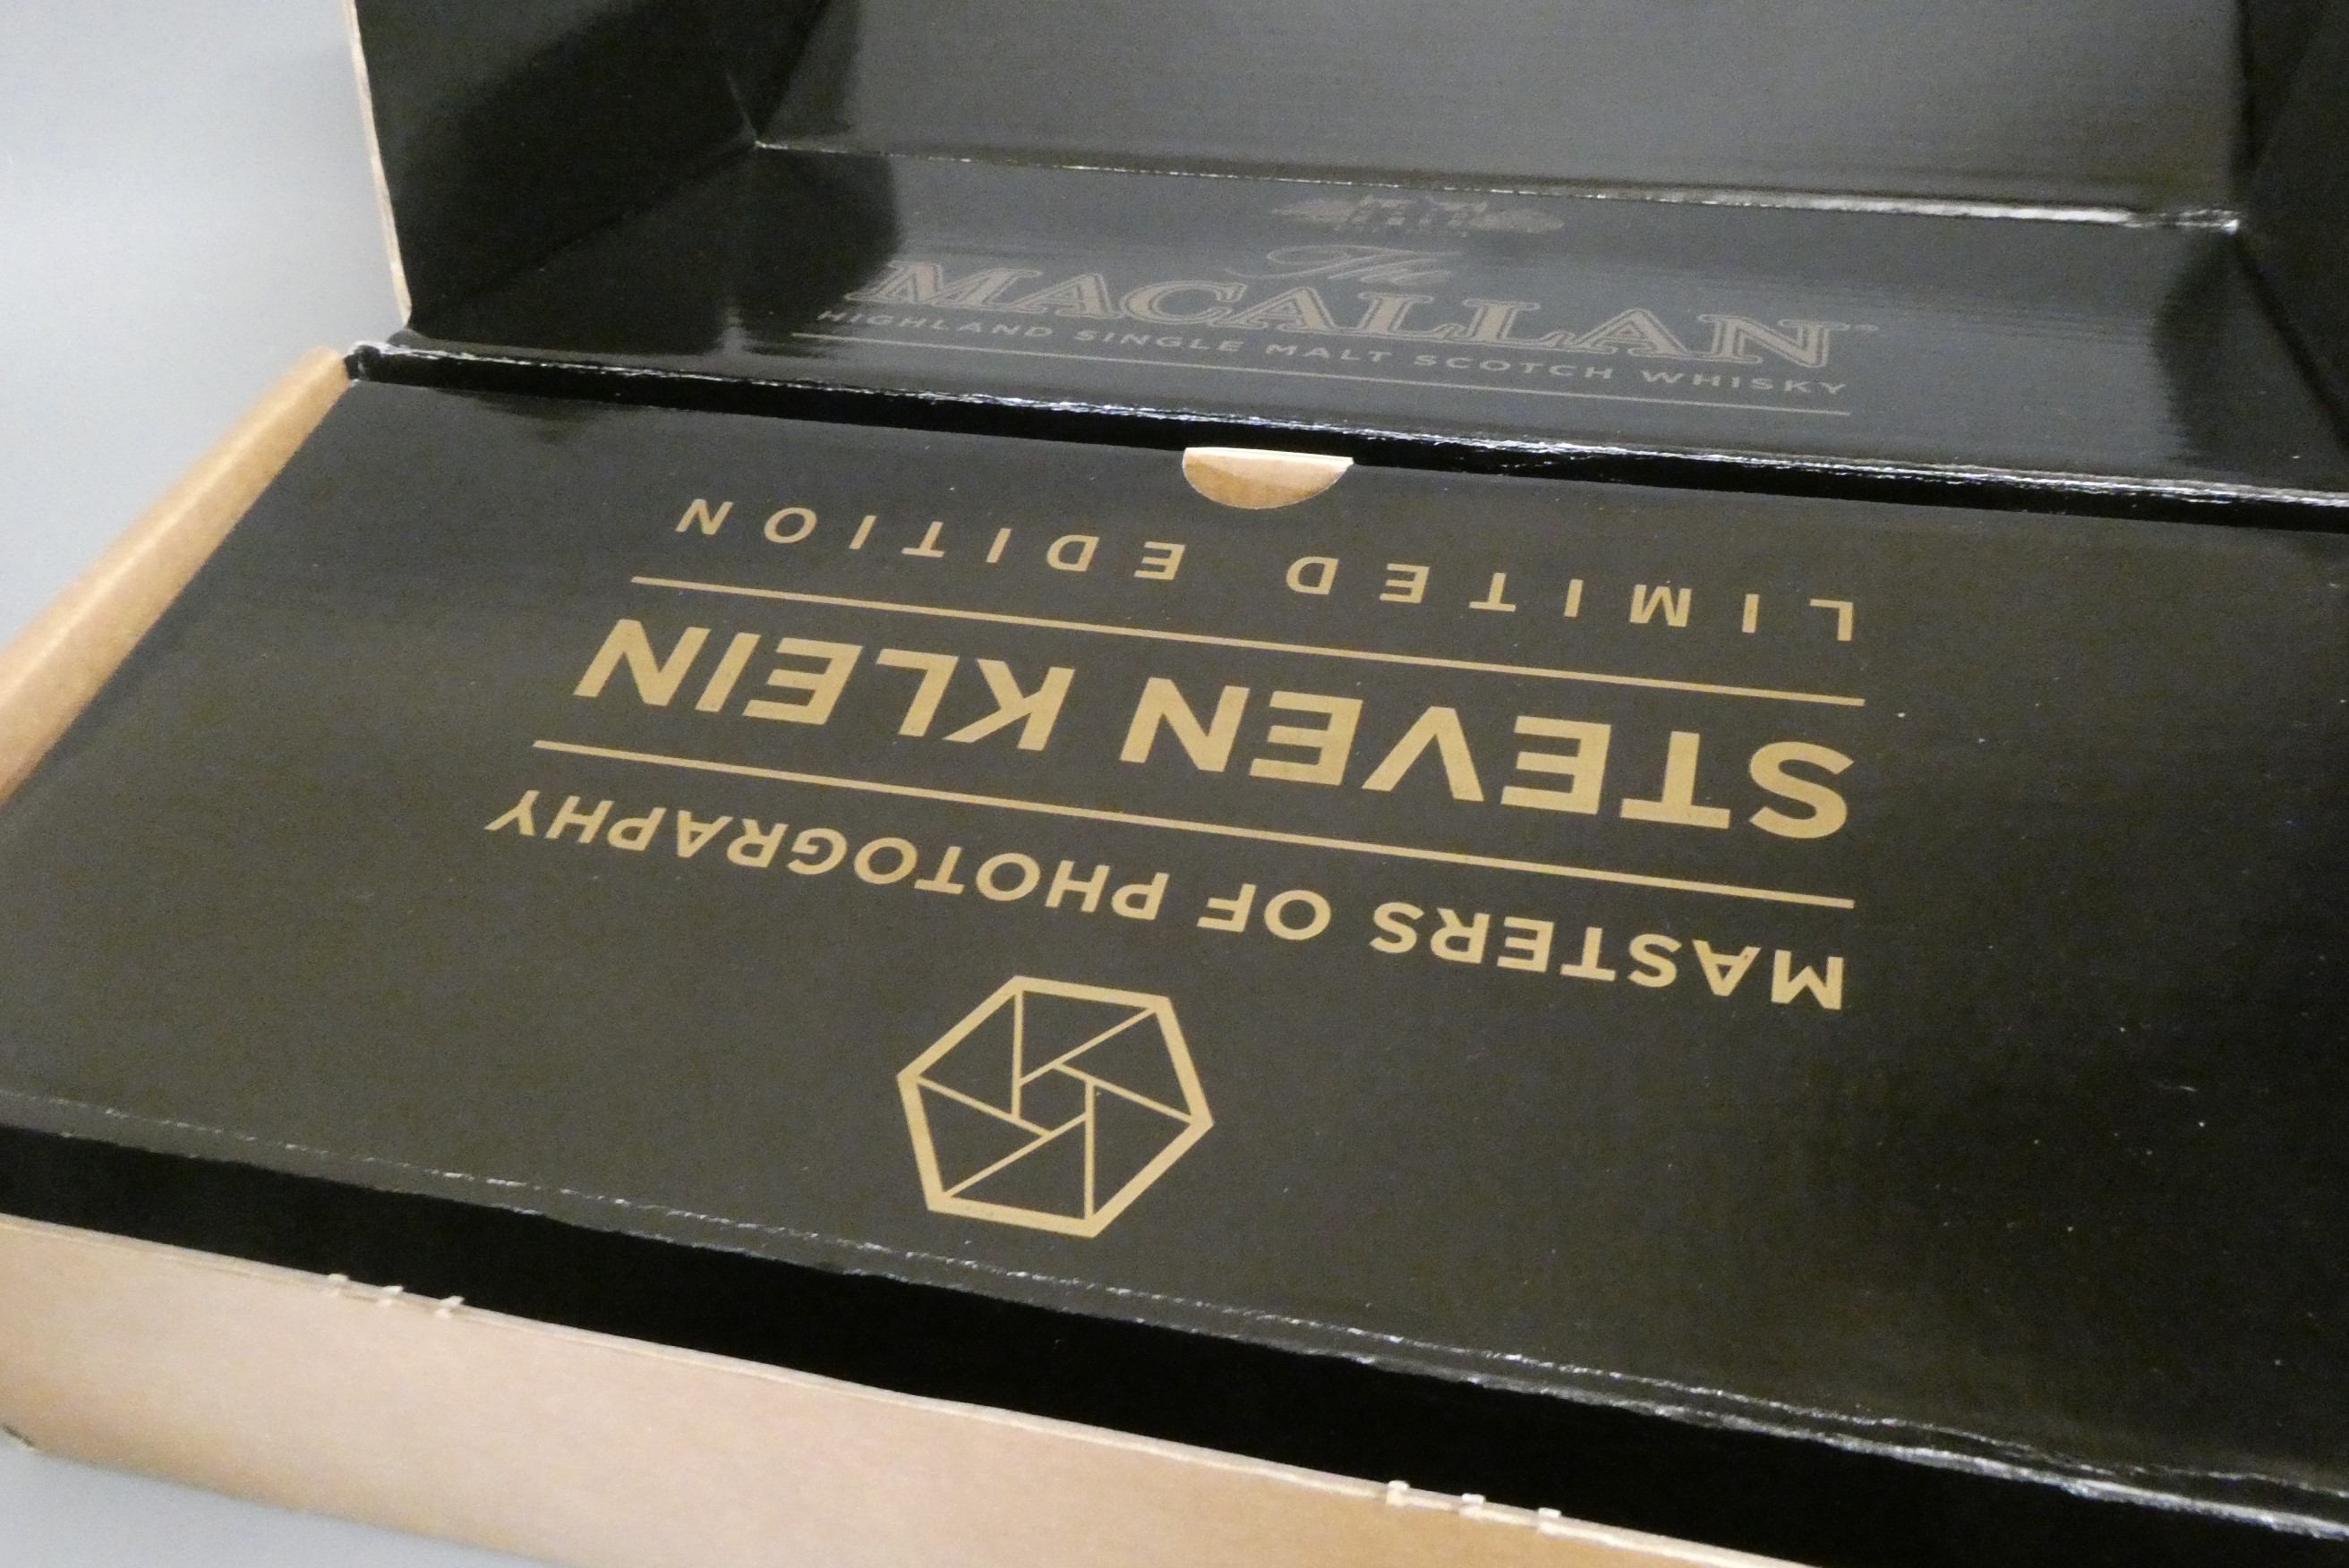 The
MACALLAN
HIGHLAND SINGLE MALT SCOTCH WHISKY
MASTERS OF PHOTOGRAPHY
STEVEN KLEIN
LIMITED EDITION